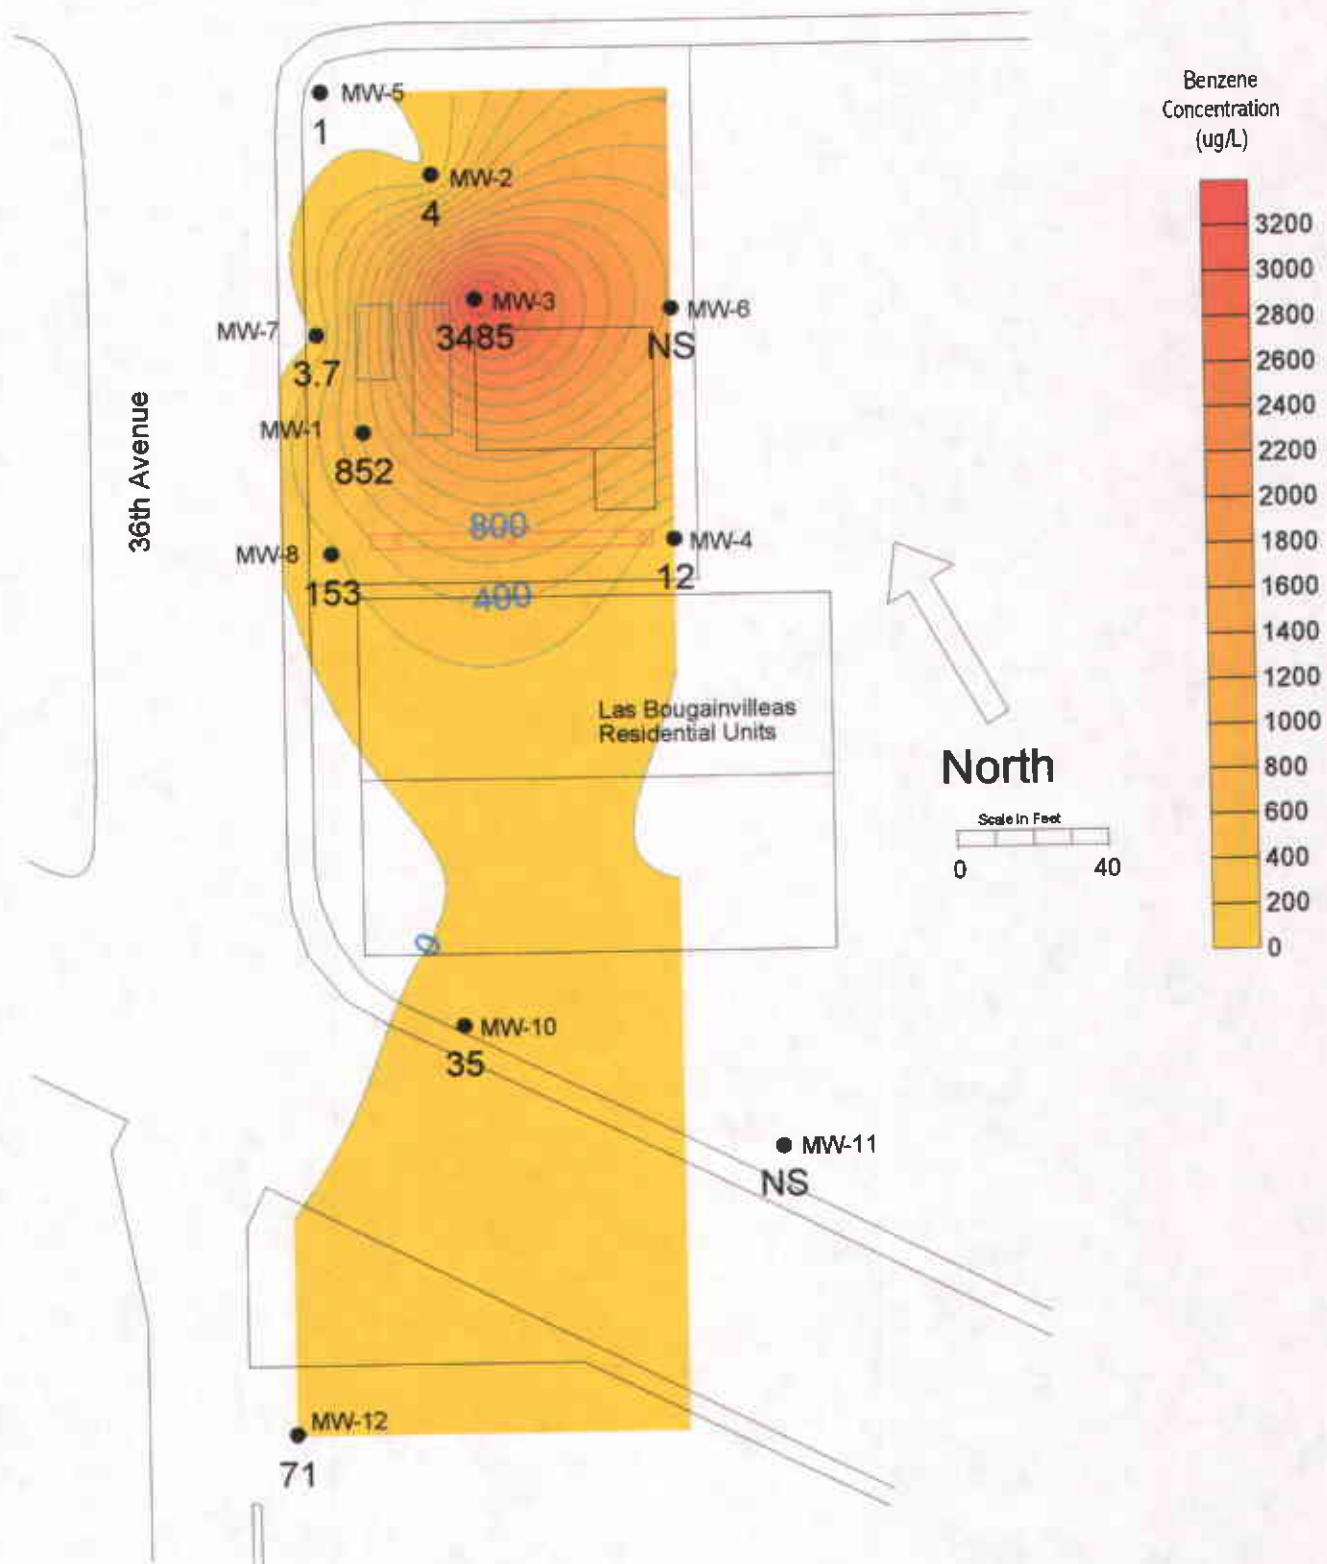 Benzene
Concentration
(ug/L)
MW-5
1
MW-2
4
MW-3
3485
MW-6
NS
MW-7
3.7
MW-1
852
36th Avenue
800
MW-8
153
MW-4
12
400
Las Bougainvilleas
Residential Units
North
Scale In Feet
0 40
0
MW-10
35
MW-11
NS
MW-12
71
3200
3000
2800
2600
2400
2200
2000
1800
1600
1400
1200
1000
800
600
400
200
0